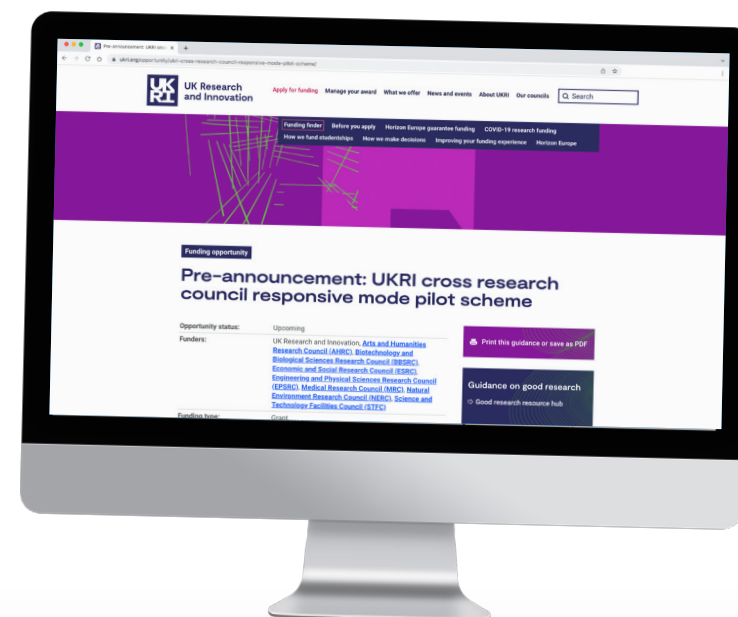 Pre-announcement: UKRI cros
ukri.org/opportunity/ukri-cross-research-council-responsive-mode-pilot-scheme/
UK
RI
UK Research
and Innovation
Apply for funding Manage your award What we offer News and events About UKRI Our councils Search
Funding finder Before you apply Horizon Europe guarantee funding COVID-19 research funding
How we fund studentships How we make decisions Improving your funding experience Horizon Europe
Funding opportunity
Pre-announcement: UKRI cross research
council responsive mode pilot scheme
Opportunity status: Upcoming
Funders: UK Research and Innovation, Arts and Humanities
Research Council (AHRC), Biotechnology and
Biological Sciences Research Council (BBSRC),
Economic and Social Research Council (ESRC),
Engineering and Physical Sciences Research Council
(EPSRC), Medical Research Council (MRC), Natural
Environment Research Council (NERC), Science and
Technology Facilities Council (STFC)
Funding type: Grant
Print this guidance or save as PDF
Guidance on good research
Good research resource hub